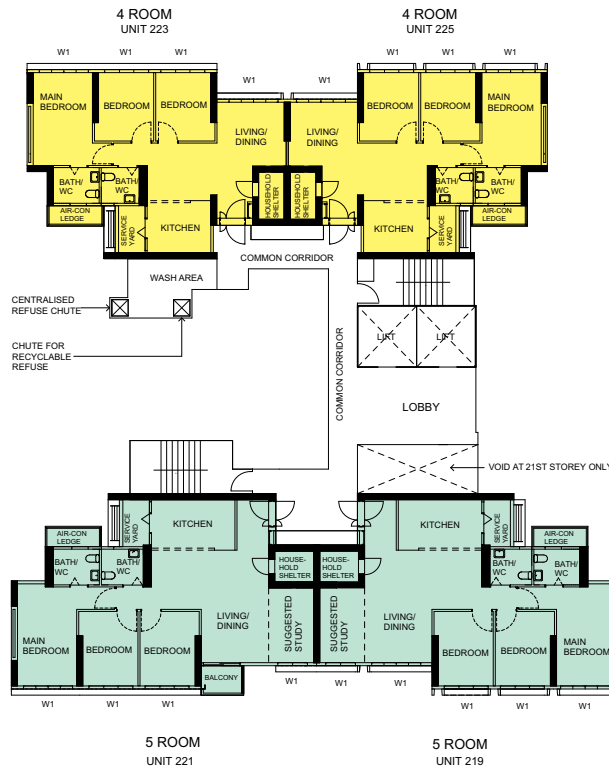 4 ROOM
UNIT 223
4 ROOM
UNIT 225
W1
W1
W1
W1
W1
W1
W1
W1
MAIN
BEDROOM
BEDROOM
BEDROOM
LIVING/
DINING
LIVING/
DINING
BEDROOM
BEDROOM
MAIN
BEDROOM
BATH/
WC
BATH/
WC
HOUSEHOLD
SHELTER
HOUSEHOLD
SHELTER
BATH/
WC
BATH/
WC
AIR-CON
LEDGE
SERVICE
YARD
KITCHEN
KITCHEN
SERVICE
YARD
AIR-CON
LEDGE
COMMON CORRIDOR
WASH AREA
CENTRALISED
REFUSE CHUTE
CHUTE FOR
RECYCLABLE
REFUSE
COMMON CORRIDOR
LIFT
LIFT
LOBBY
VOID AT 21ST STOREY ONLY
AIR-CON
LEDGE
SERVICE
YARD
KITCHEN
KITCHEN
SERVICE
YARD
AIR-CON
LEDGE
BATH/
WC
BATH/
WC
HOUSE-
HOLD
SHELTER
HOUSE-
HOLD
SHELTER
BATH/
WC
BATH/
WC
MAIN
BEDROOM
BEDROOM
BEDROOM
LIVING/
DINING
SUGGESTED
STUDY
SUGGESTED
STUDY
LIVING/
DINING
BEDROOM
BEDROOM
MAIN
BEDROOM
BALCONY
W1
W1
W1
W1
W1
W1
W1
W1
W1
5 ROOM
UNIT 221
5 ROOM
UNIT 219